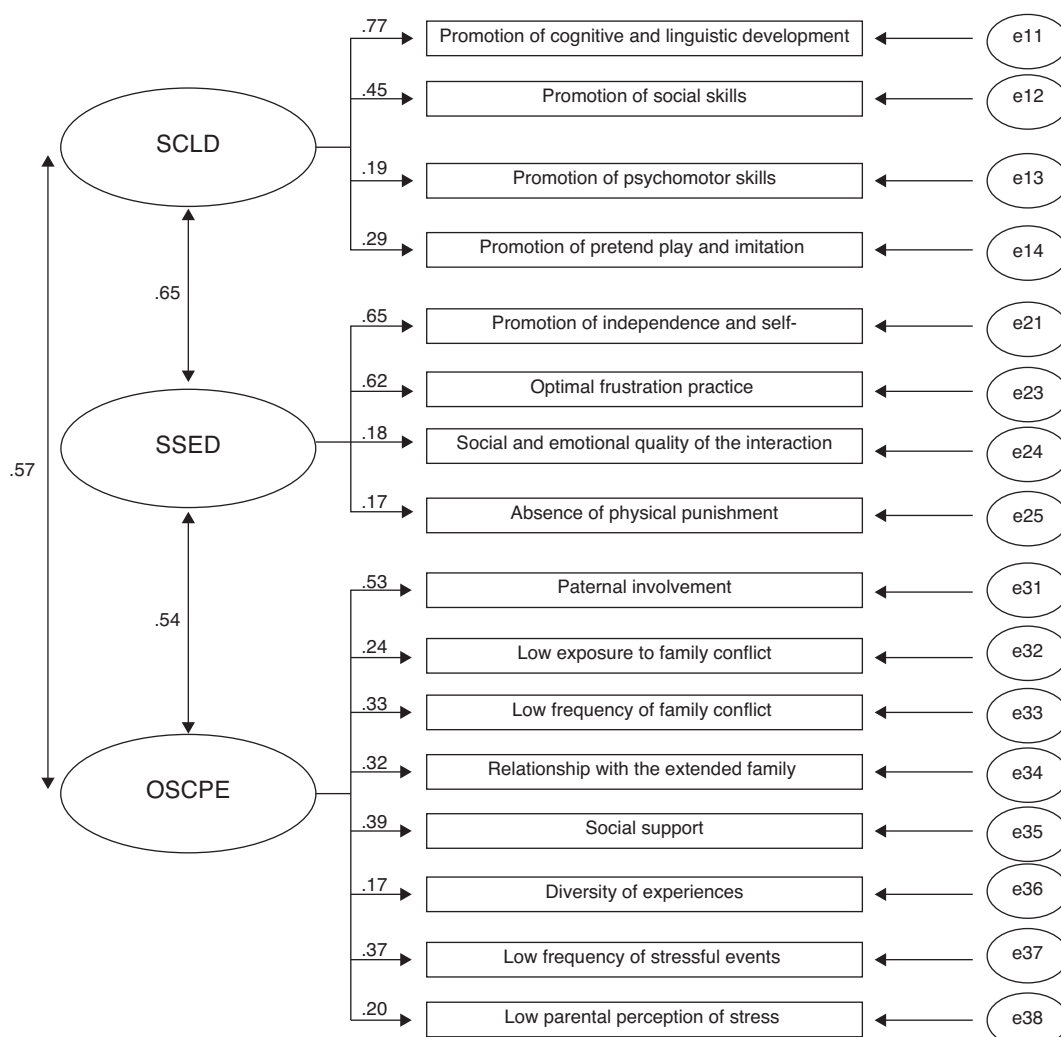 .77
Promotion of cognitive and linguistic development
e11
.45
Promotion of social skills
e12
SCLD
.19
Promotion of psychomotor skills
e13
.29
Promotion of pretend play and imitation
e14
.65
.65
Promotion of independence and self-
e21
.62
Optimal frustration practice
e23
SSED
.18
Social and emotional quality of the interaction
e24
.57
.17
Absence of physical punishment
e25
.53
Paternal involvement
e31
.54
.24
Low exposure to family conflict
e32
.33
Low frequency of family conflict
e33
.32
Relationship with the extended family
e34
OSCPE
.39
Social support
e35
.17
Diversity of experiences
e36
.37
Low frequency of stressful events
e37
.20
Low parental perception of stress
e38